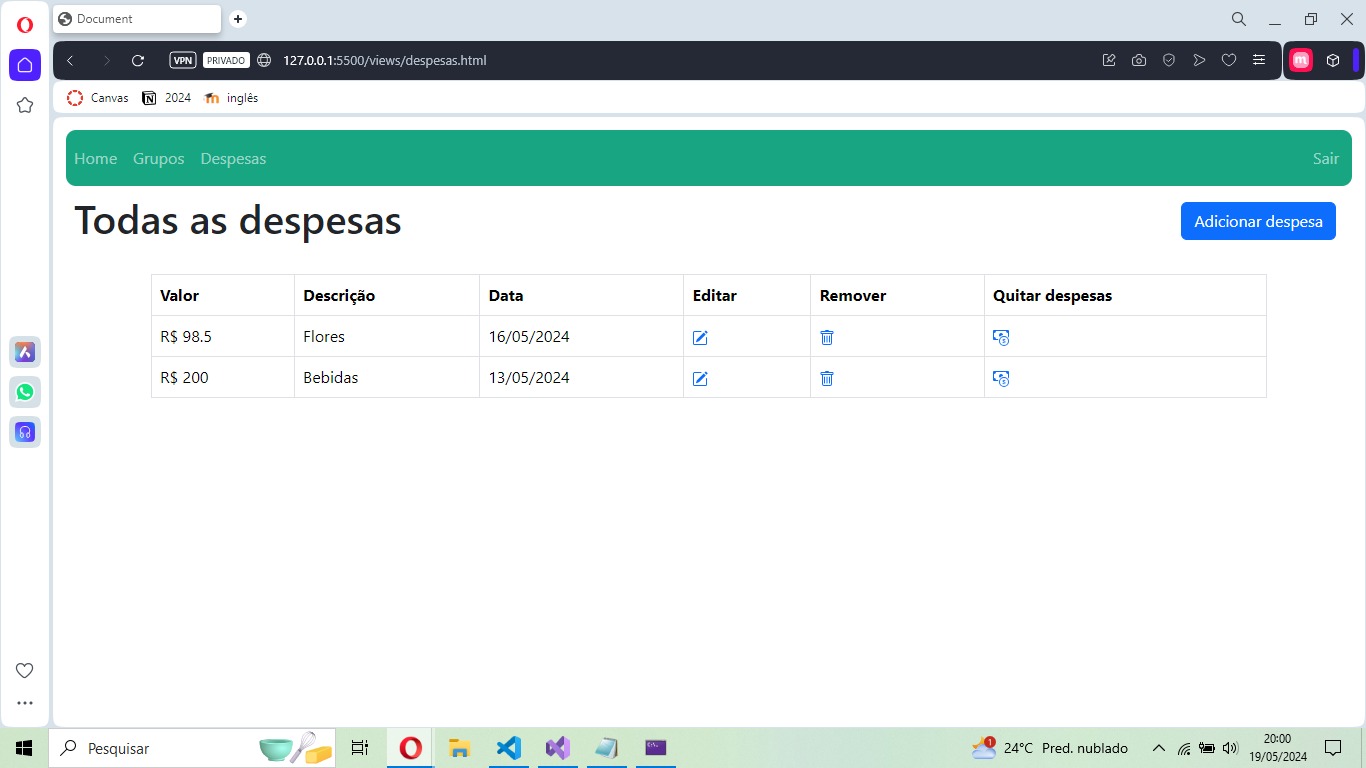 Document
VPN PRIVADO 127.0.0.1:5500/views/despesas.html
m
Canvas 2024 inglês
Home Grupos Despesas Sair
Todas as despesas
Adicionar despesa
Valor Descrição Data Editar Remover Quitar despesas
R$ 98.5 Flores 16/05/2024
R$ 200 Bebidas 13/05/2024
Pesquisar
1
24°C Pred. nublado
20:00
19/05/2024